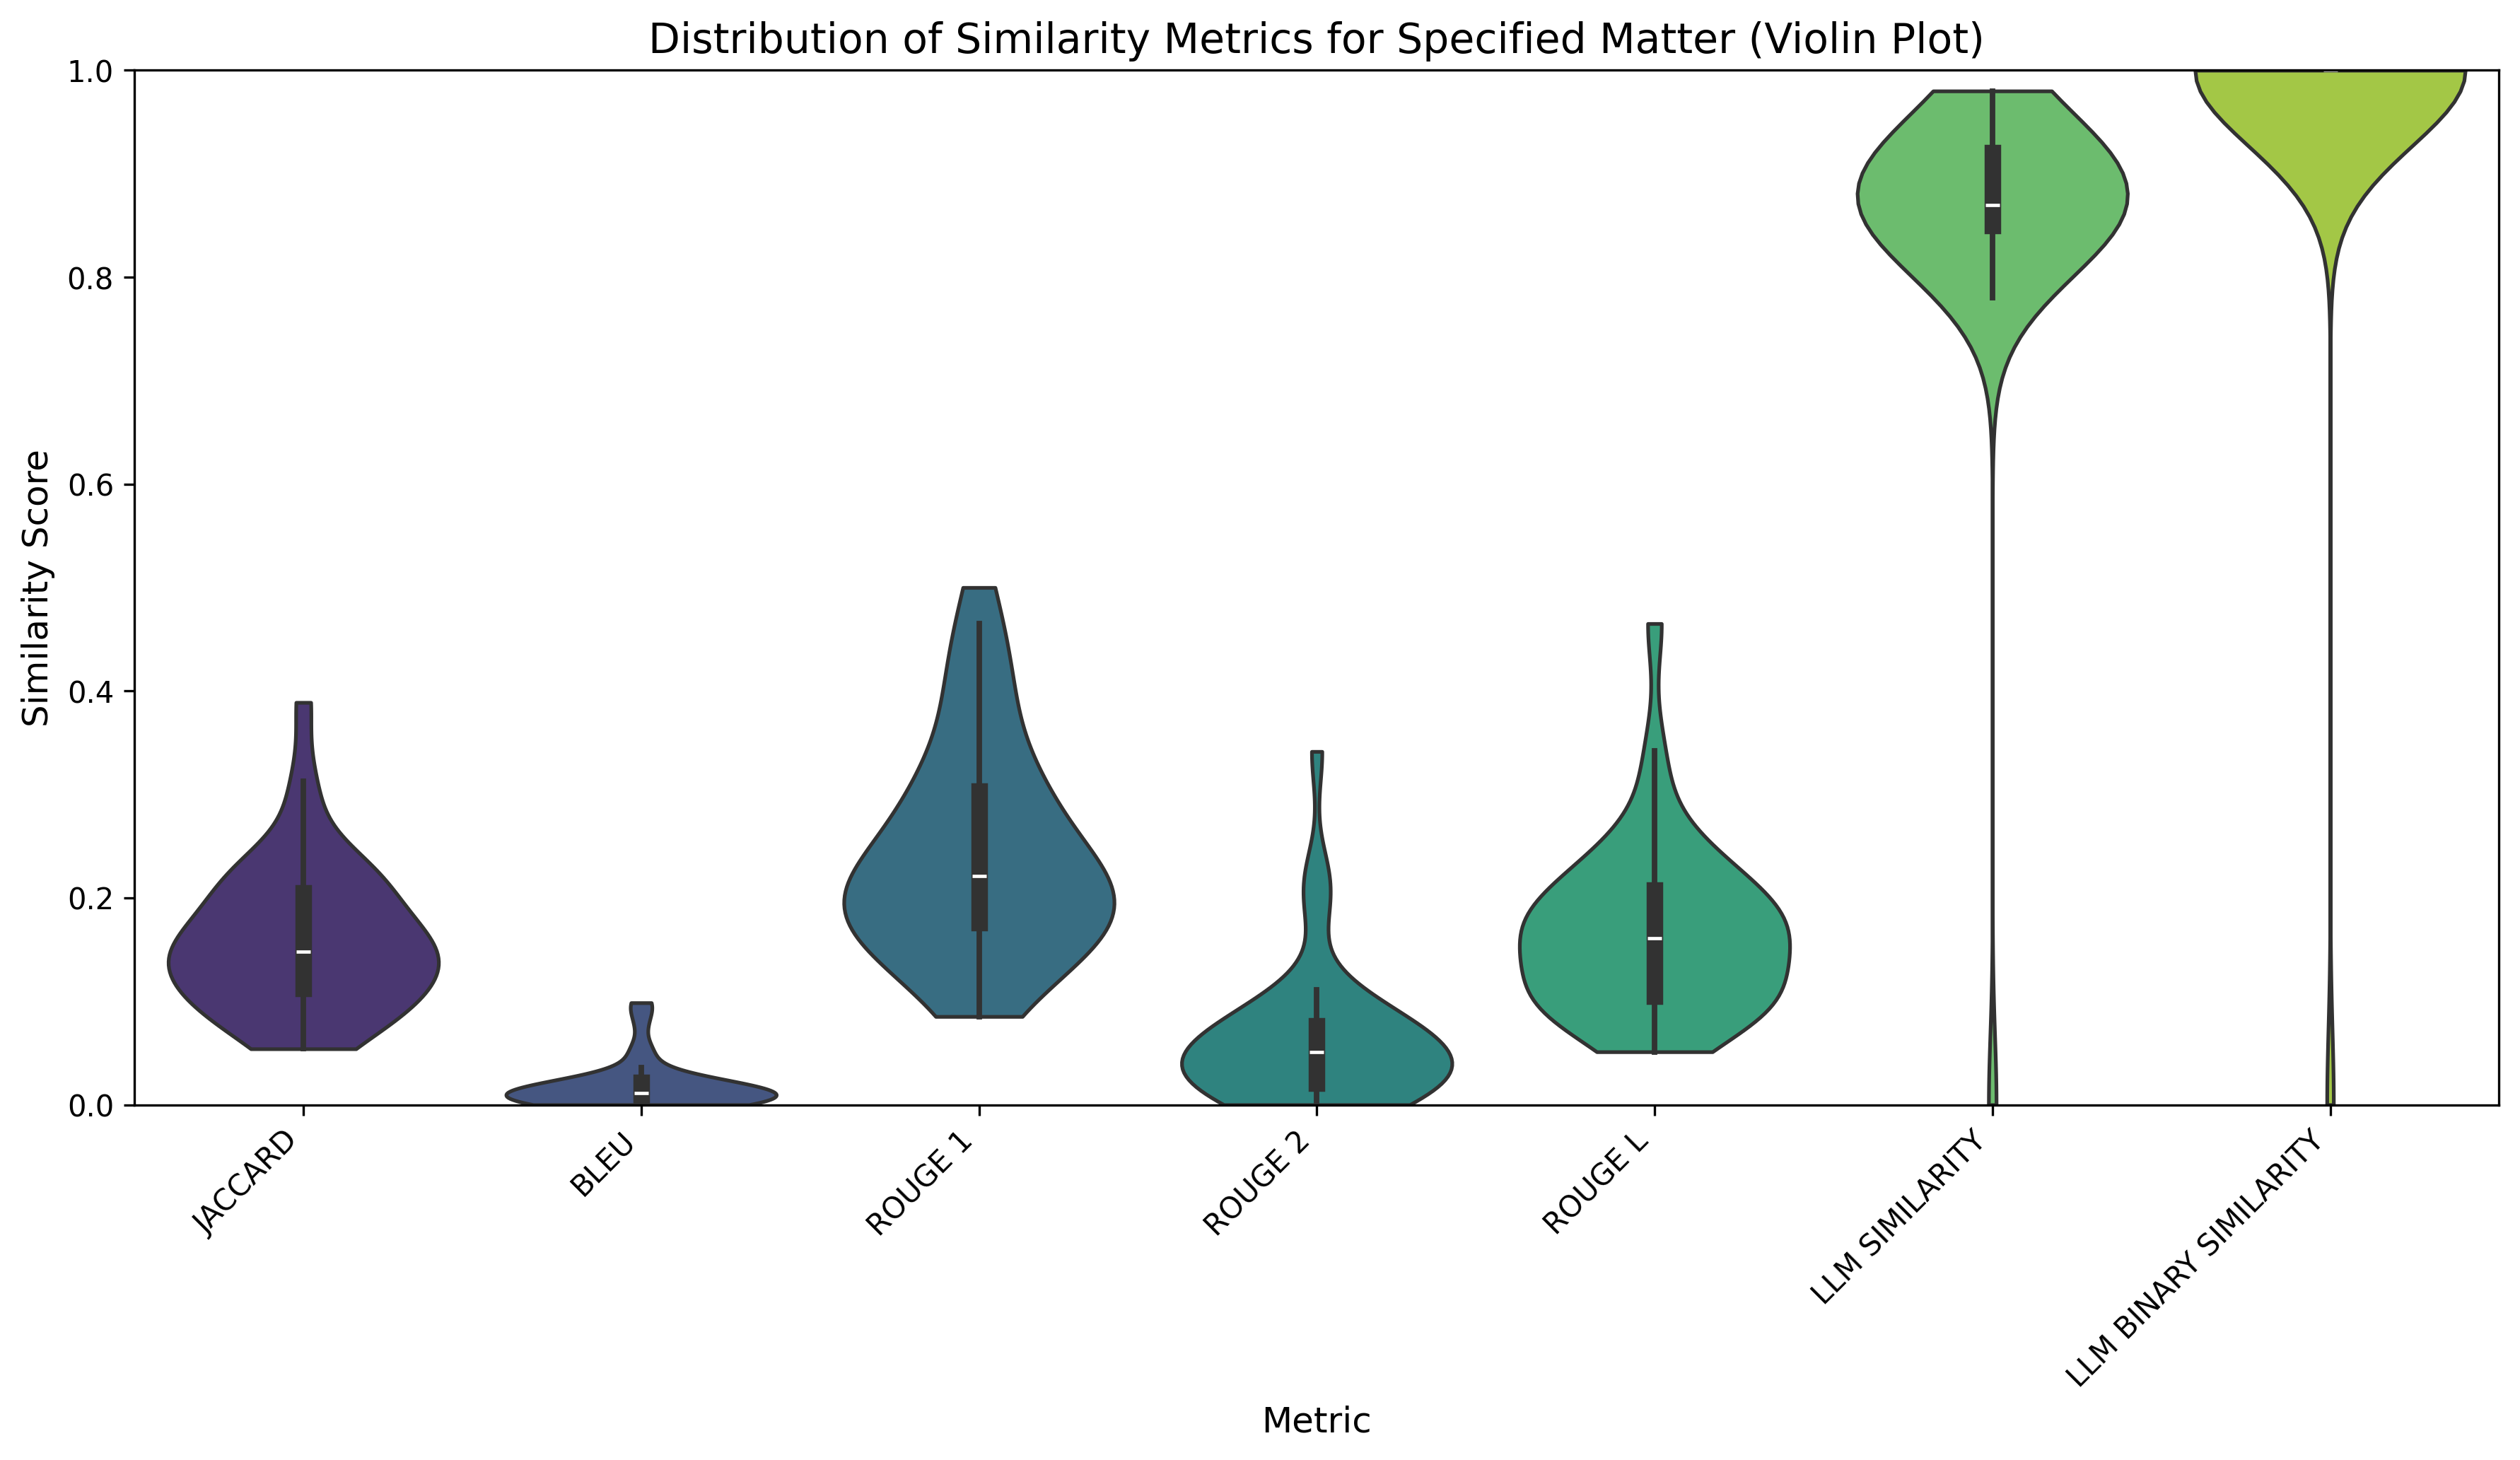 Distribution of Similarity Metrics for Specified Matter (Violin Plot)
1.0
0.8
0.6
0.4
0.2
0.0
Similarity Score
JACCARD
BLEU
ROUGE 1
ROUGE 2
ROUGE L
LLM SIMILARITY
LLM BINARY SIMILARITY
Metric